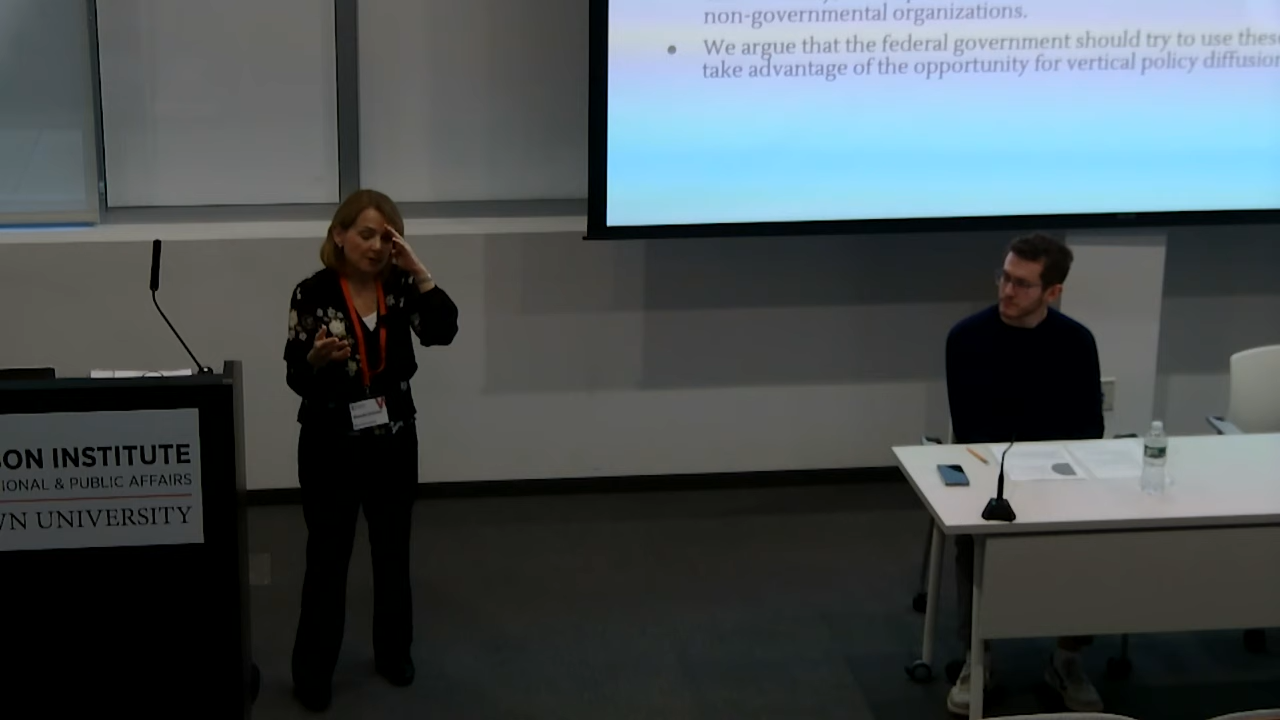 non-governmental organizations.
• We argue that the federal government should try to use these
take advantage of the opportunity for vertical policy diffusion
SON INSTITUTE
IONAL & PUBLIC AFFAIRS
WN UNIVERSITY